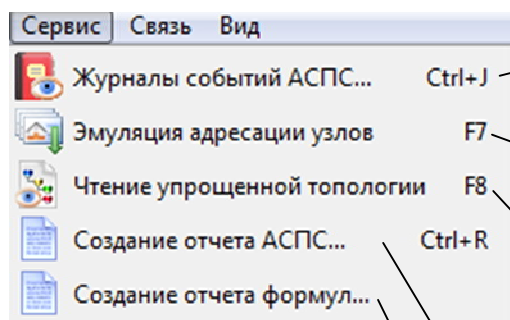 Сервис Связь Вид
Журналы событий АСПС... Ctrl+J
Эмуляция адресации узлов F7
Чтение упрощенной топологии F8
Создание отчета АСПС... Ctrl+R
Создание отчета формул...